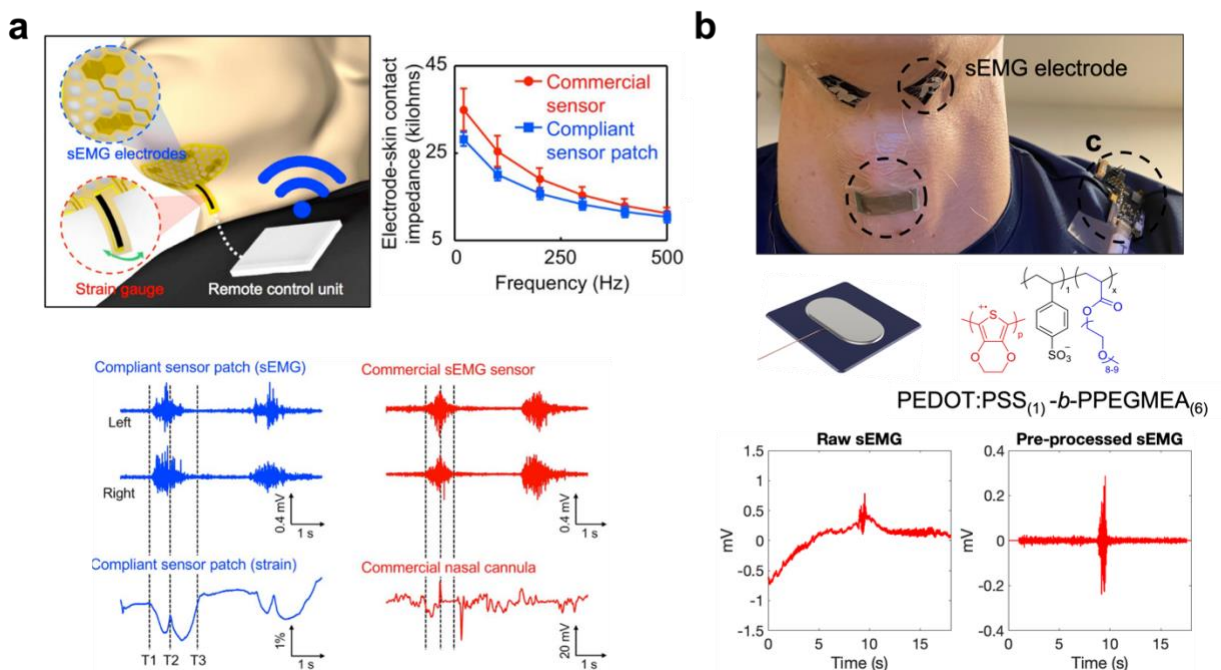 a
sEMG electrodes
Strain gauge
Remote control unit
Electrode-skin contact
impedance (kilohms)
45
25
5
Commercial
sensor
Compliant
sensor patch
0
250
500
Frequency (Hz)
Compliant sensor patch (sEMG)
Left
Right
0.4 mV
1 s
Commercial sEMG sensor
0.4 mV
1 s
Compliant sensor patch (strain)
1%
1 s
T1 T2 T3
Commercial nasal cannula
20 mV
1 s
b
sEMG electrode
c
+•
S
p
O
O
1
x
SO₃⁻
O
O
O
8-9
PEDOT:PSS(1)-b-PPEGMEA(6)
Raw sEMG
mV
1.5
1
0.5
0
-0.5
-1
-1.5
0
5
10
15
Time (s)
Pre-processed sEMG
mV
0.4
0.2
0
-0.2
-0.4
0
5
10
15
Time (s)